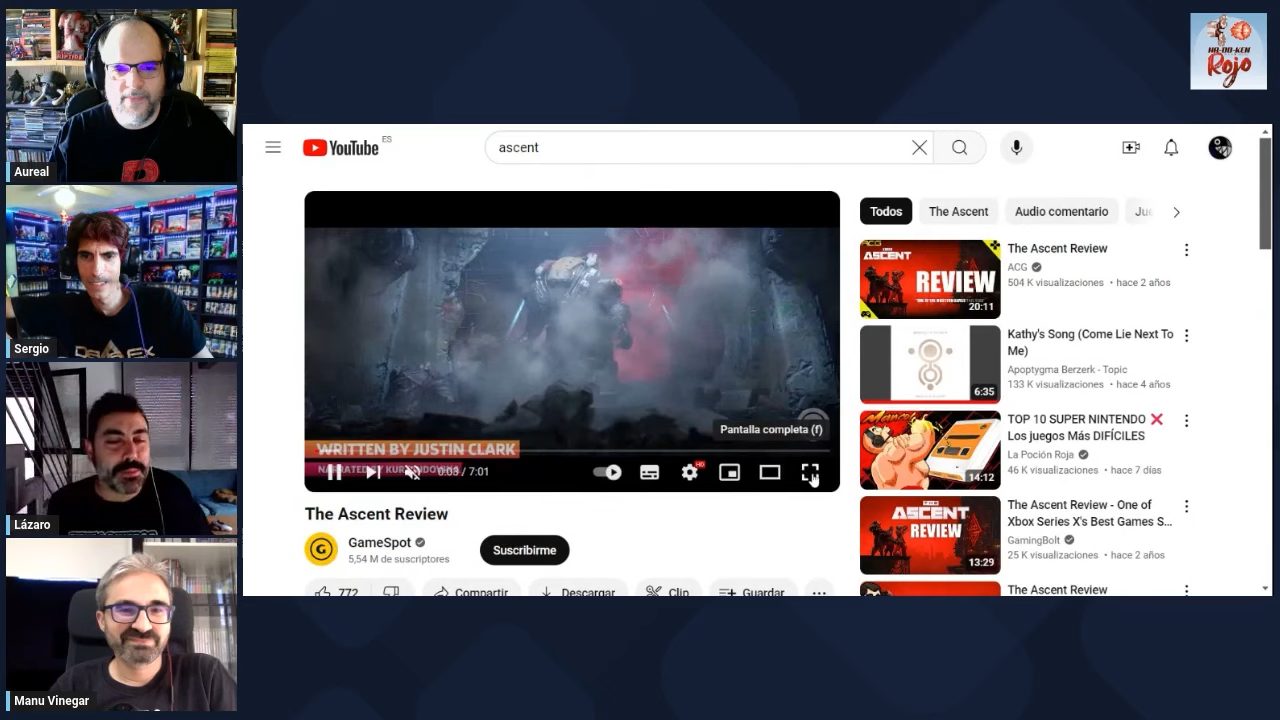 Aureal
Sergio
Lázaro
Manu Vinegar
HA-DO-KEN
Rojo
YouTube ES
ascent
WRITTEN BY JUSTIN CLARK
Pantalla completa (f)
0:03 / 7:01
HD
The Ascent Review
GameSpot
5,54 M de suscriptores
Suscribirme
772
Compartir
Descargar
Clip
Guardar
Todos
The Ascent
Audio comentario
ACG
ASCENT
REVIEW
20:11
The Ascent Review
ACG
504 K visualizaciones • hace 2 años
6:35
Kathy's Song (Come Lie Next To
Me)
Apoptygma Berzerk - Topic
133 K visualizaciones • hace 4 años
14:12
TOP 10 SUPER NINTENDO ❌
Los juegos Más DIFÍCILES
La Poción Roja
46 K visualizaciones • hace 7 días
THE
ASCENT
REVIEW
13:29
The Ascent Review - One of
Xbox Series X's Best Games S...
GamingBolt
25 K visualizaciones • hace 2 años
The Ascent Review